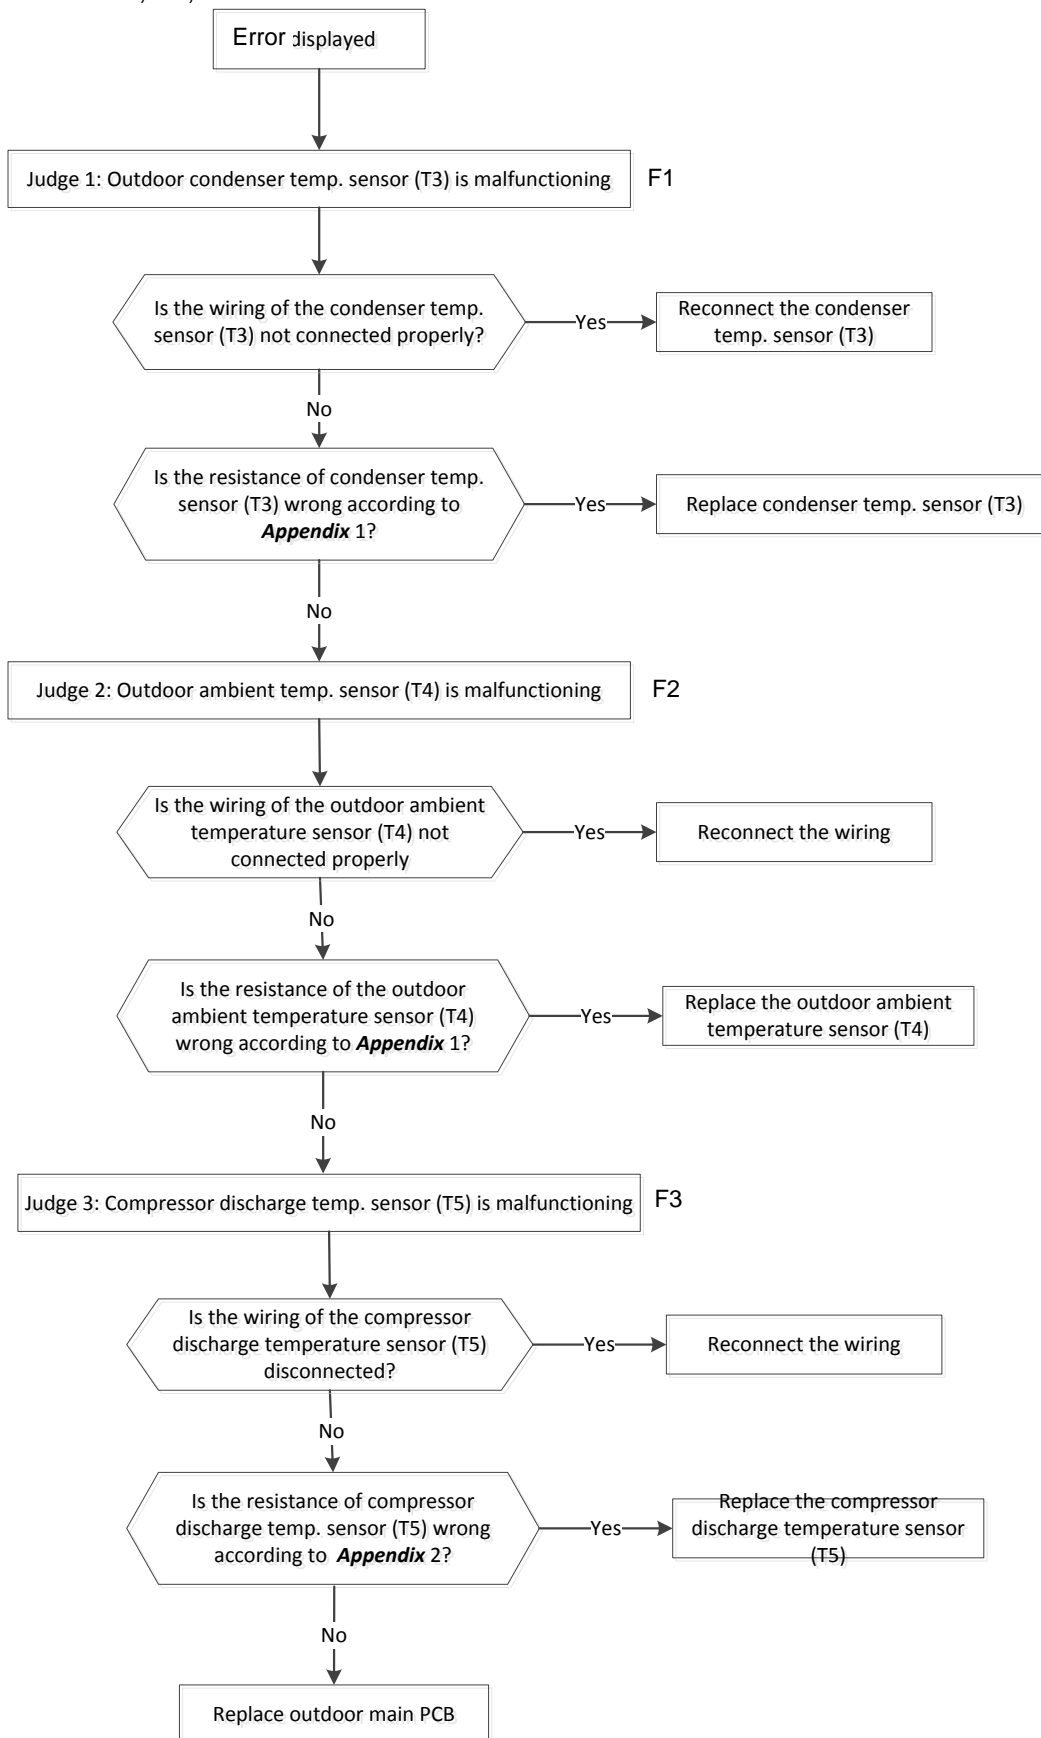 Error displayed
Judge 1: Outdoor condenser temp. sensor (T3) is malfunctioning
F1
Is the wiring of the condenser temp.
sensor (T3) not connected properly?
Yes
Reconnect the condenser
temp. sensor (T3)
No
Is the resistance of condenser temp.
sensor (T3) wrong according to
Appendix 1?
Yes
Replace condenser temp. sensor (T3)
No
Judge 2: Outdoor ambient temp. sensor (T4) is malfunctioning
F2
Is the wiring of the outdoor ambient
temperature sensor (T4) not
connected properly
Yes
Reconnect the wiring
No
Is the resistance of the outdoor
ambient temperature sensor (T4)
wrong according to Appendix 1?
Yes
Replace the outdoor ambient
temperature sensor (T4)
No
Judge 3: Compressor discharge temp. sensor (T5) is malfunctioning
F3
Is the wiring of the compressor
discharge temperature sensor (T5)
disconnected?
Yes
Reconnect the wiring
No
Is the resistance of compressor
discharge temp. sensor (T5) wrong
according to Appendix 2?
Yes
Replace the compressor
discharge temperature sensor
(T5)
No
Replace outdoor main PCB